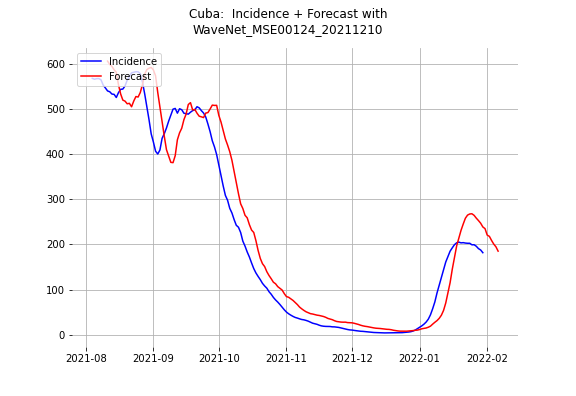 Cuba:  Incidence + Forecast with
WaveNet_MSE00124_20211210
Incidence
Forecast
600
500
400
300
200
100
0
2021-08 2021-09 2021-10 2021-11 2021-12 2022-01 2022-02